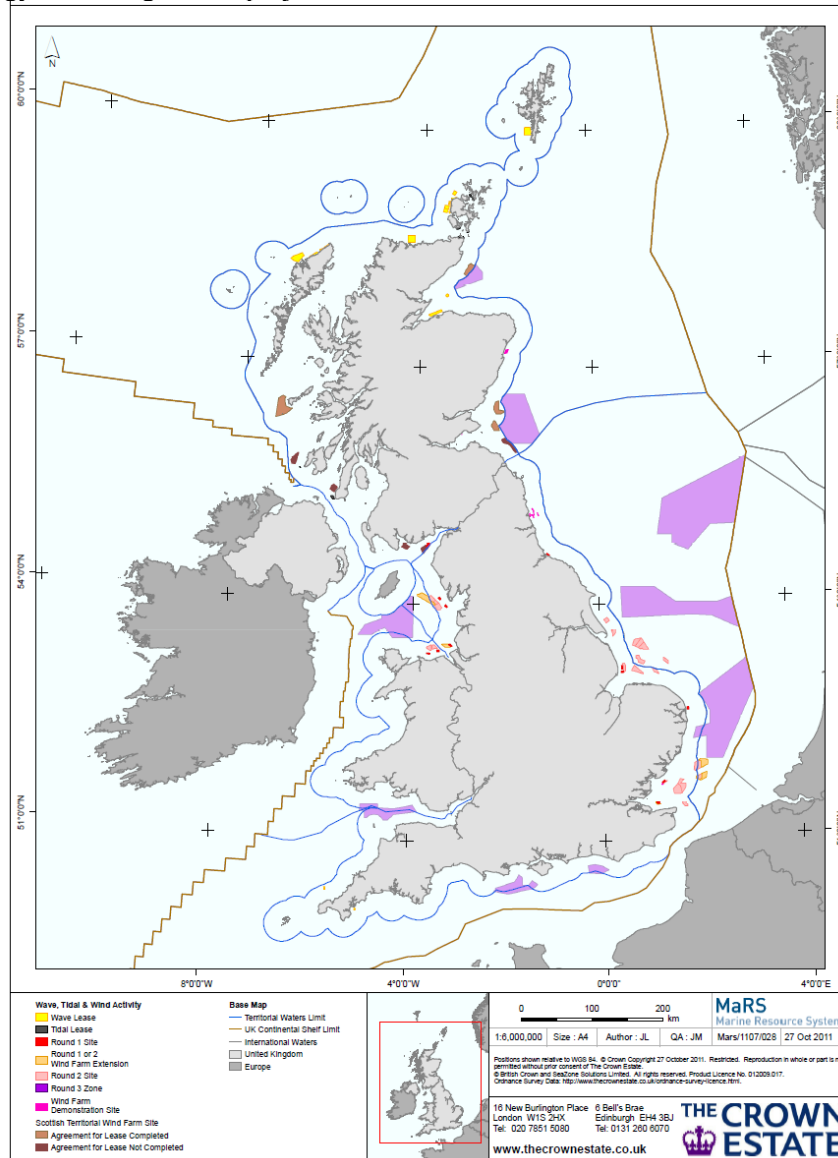 N
60°0'0"N
57°0'0"N
54°0'0"N
51°0'0"N
8°0'0"W
4°0'0"W
0°0'0"
4°0'0"E
Wave, Tidal & Wind Activity
Wave Lease
Tidal Lease
Round 1 Site
Round 1 or 2
Wind Farm Extension
Round 2 Site
Round 3 Zone
Wind Farm
Demonstration Site
Scottish Territorial Wind Farm Site
Agreement for Lease Completed
Agreement for Lease Not Completed
Base Map
Territorial Waters Limit
UK Continental Shelf Limit
International Waters
United Kingdom
Europe
0 100 200
km
MaRS
Marine Resource System
1:6,000,000 Size : A4 Author : JL QA : JM Mars/1107/028 27 Oct 2011
Positions shown relative to WGS 84. © Crown Copyright 27 October 2011. Restricted. Reproduction in whole or part is n
permitted without prior consent of The Crown Estate.
© British Crown and SeaZone Solutions Limited. All rights reserved. Product Licence No. 012009.017.
Ordnance Survey Data: http://www.thecrownestate.co.uk/ordnance-survey-licence.htm.
16 New Burlington Place 6 Bell's Brae
London W1S 2HX Edinburgh EH4 3BJ
Tel: 020 7851 5080 Tel: 0131 260 6070
www.thecrownestate.co.uk
THE CROWN
ESTATE